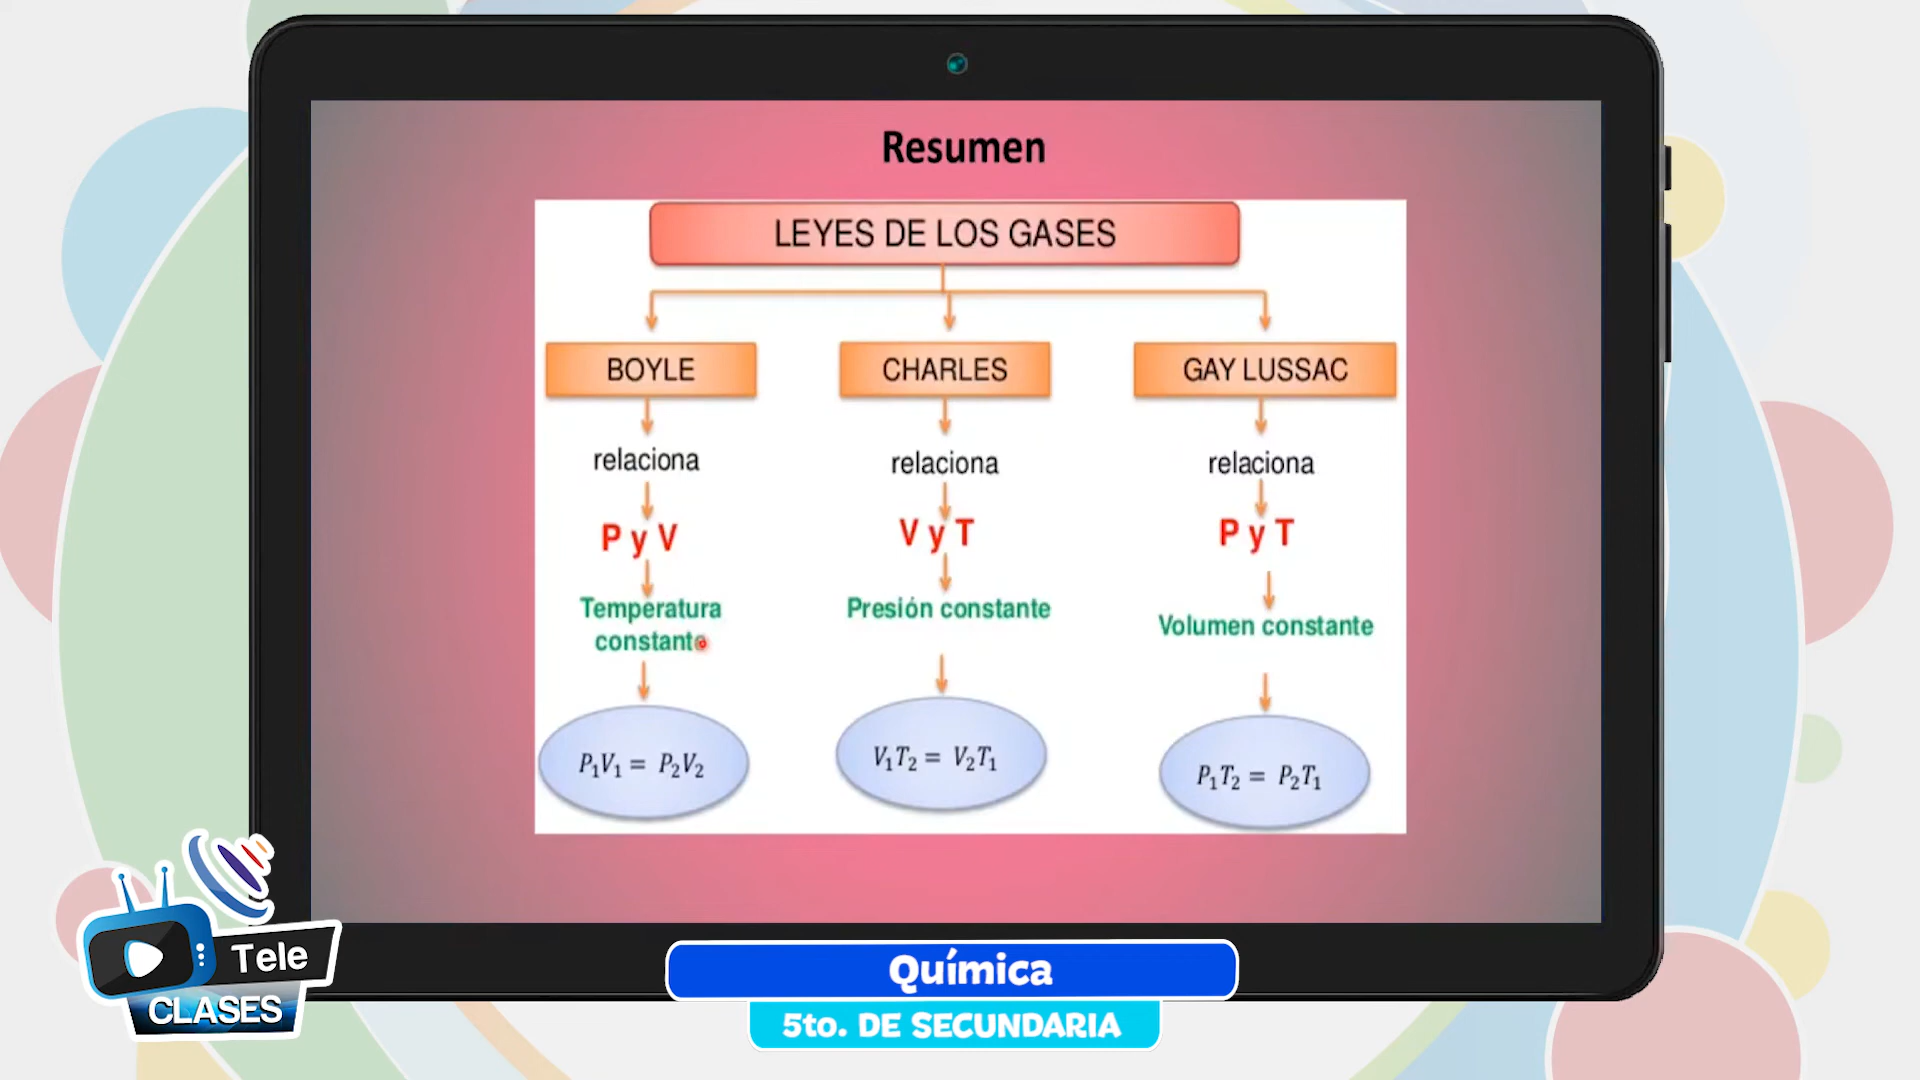 Resumen
LEYES DE LOS GASES
BOYLE
CHARLES
GAY LUSSAC
relaciona
relaciona
relaciona
P y V
V y T
P y T
Temperatura
constante
Presión constante
Volumen constante
P₁V₁ = P₂V₂
V₁T₂ = V₂T₁
P₁T₂ = P₂T₁
Tele
CLASES
Química
5to. DE SECUNDARIA